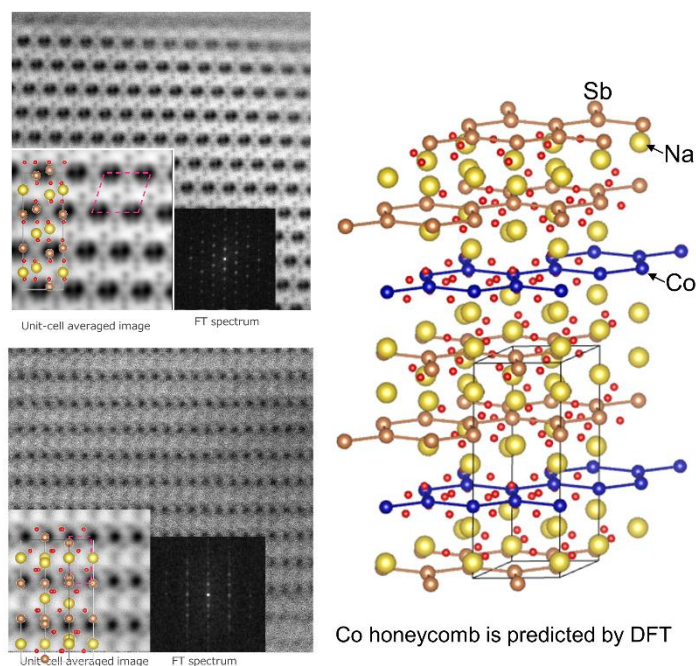 Unit-cell averaged image
FT spectrum
Unit-cell averaged image
FT spectrum
Sb
Na
Co
Co honeycomb is predicted by DFT